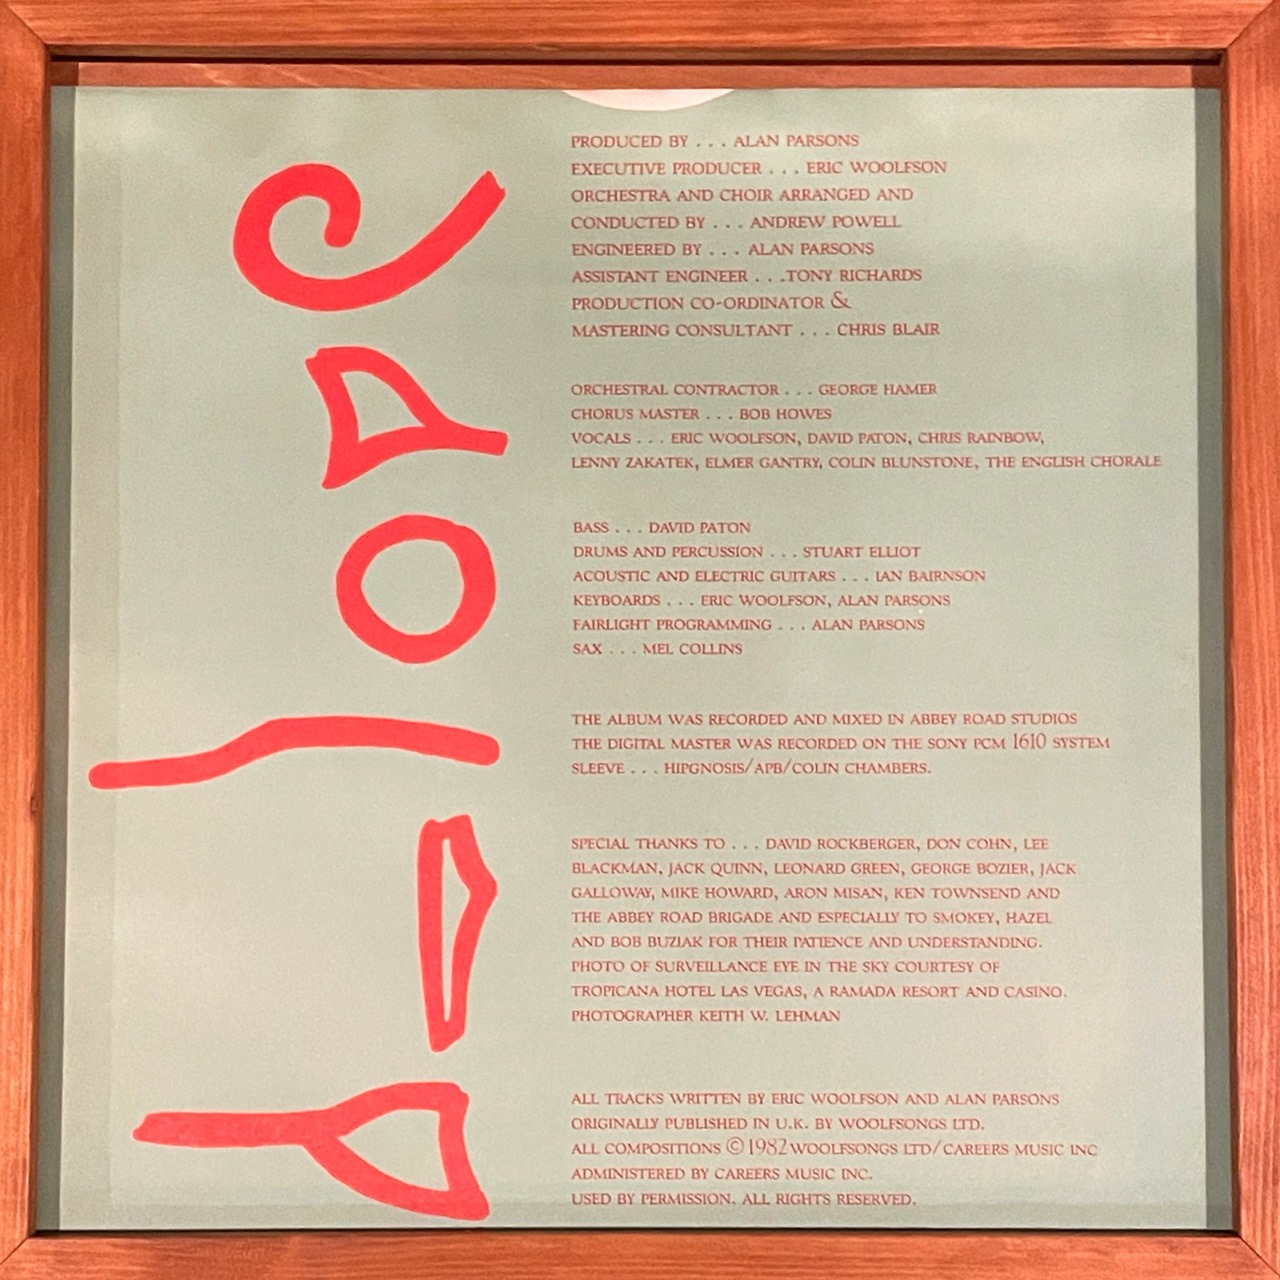 PRODUCED BY . . . ALAN PARSONS
EXECUTIVE PRODUCER . . . ERIC WOOLFSON
ORCHESTRA AND CHOIR ARRANGED AND
CONDUCTED BY . . . ANDREW POWELL
ENGINEERED BY . . . ALAN PARSONS
ASSISTANT ENGINEER . . .TONY RICHARDS
PRODUCTION CO-ORDINATOR &
MASTERING CONSULTANT . . . CHRIS BLAIR
ORCHESTRAL CONTRACTOR . . . GEORGE HAMER
CHORUS MASTER . . . BOB HOWES
VOCALS . . . ERIC WOOLFSON, DAVID PATON, CHRIS RAINBOW,
LENNY ZAKATEK, ELMER GANTRY, COLIN BLUNSTONE, THE ENGLISH CHORALE
BASS . . . DAVID PATON
DRUMS AND PERCUSSION . . . STUART ELLIOT
ACOUSTIC AND ELECTRIC GUITARS . . . IAN BAIRNSON
KEYBOARDS . . . ERIC WOOLFSON, ALAN PARSONS
FAIRLIGHT PROGRAMMING . . . ALAN PARSONS
SAX . . . MEL COLLINS
THE ALBUM WAS RECORDED AND MIXED IN ABBEY ROAD STUDIOS
THE DIGITAL MASTER WAS RECORDED ON THE SONY PCM 1610 SYSTEM
SLEEVE . . . HIPGNOSIS/APB/COLIN CHAMBERS.
SPECIAL THANKS TO . . . DAVID ROCKBERGER, DON COHN, LEE
BLACKMAN, JACK QUINN, LEONARD GREEN, GEORGE BOZIER, JACK
GALLOWAY, MIKE HOWARD, ARON MISAN, KEN TOWNSEND AND
THE ABBEY ROAD BRIGADE AND ESPECIALLY TO SMOKEY, HAZEL
AND BOB BUZIAK FOR THEIR PATIENCE AND UNDERSTANDING.
PHOTO OF SURVEILLANCE EYE IN THE SKY COURTESY OF
TROPICANA HOTEL LAS VEGAS, A RAMADA RESORT AND CASINO.
PHOTOGRAPHER KEITH W. LEHMAN
ALL TRACKS WRITTEN BY ERIC WOOLFSON AND ALAN PARSONS
ORIGINALLY PUBLISHED IN U.K. BY WOOLFSONGS LTD.
ALL COMPOSITIONS © 1982 WOOLFSONGS LTD/CAREERS MUSIC INC
ADMINISTERED BY CAREERS MUSIC INC.
USED BY PERMISSION. ALL RIGHTS RESERVED.